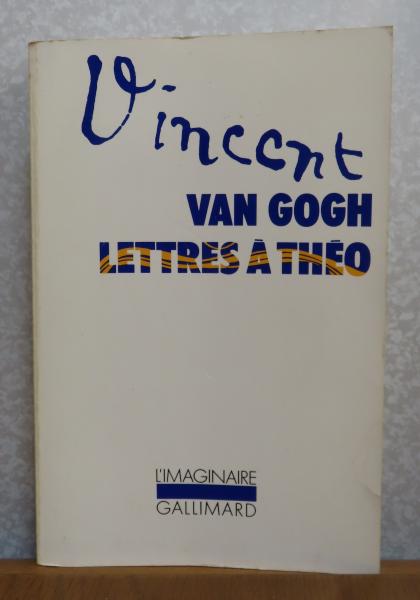 Vincent
VAN GOGH
LETTRES À THÉO
L'IMAGINAIRE
GALLIMARD